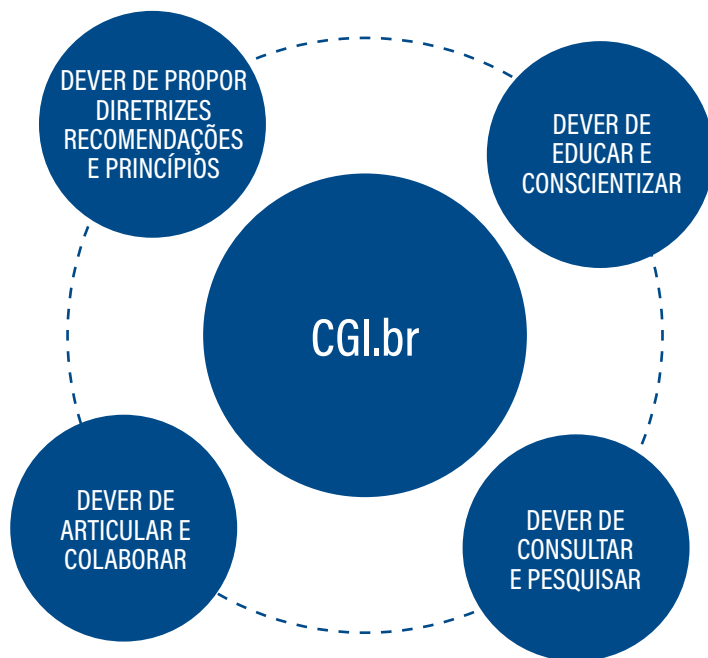 DEVER DE PROPOR
DIRETRIZES
RECOMENDAÇÕES
E PRINCÍPIOS
DEVER DE
EDUCAR E
CONSCIENTIZAR
CGI.br
DEVER DE
ARTICULAR E
COLABORAR
DEVER DE
CONSULTAR
E PESQUISAR